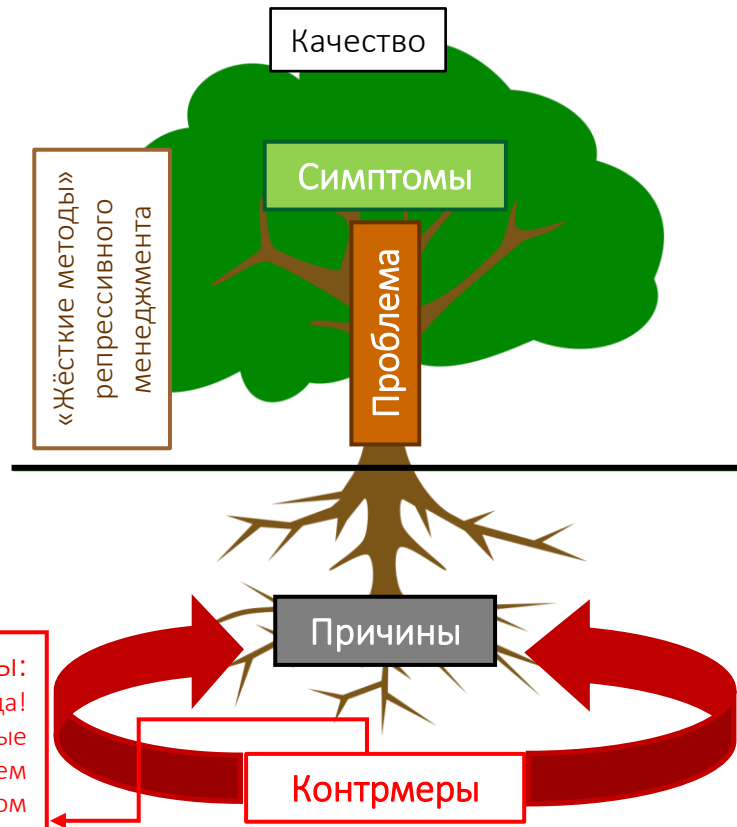 Качество
Симптомы
«Жёсткие методы»
репрессивного
менеджмента
Проблема
Причины
Контрмеры